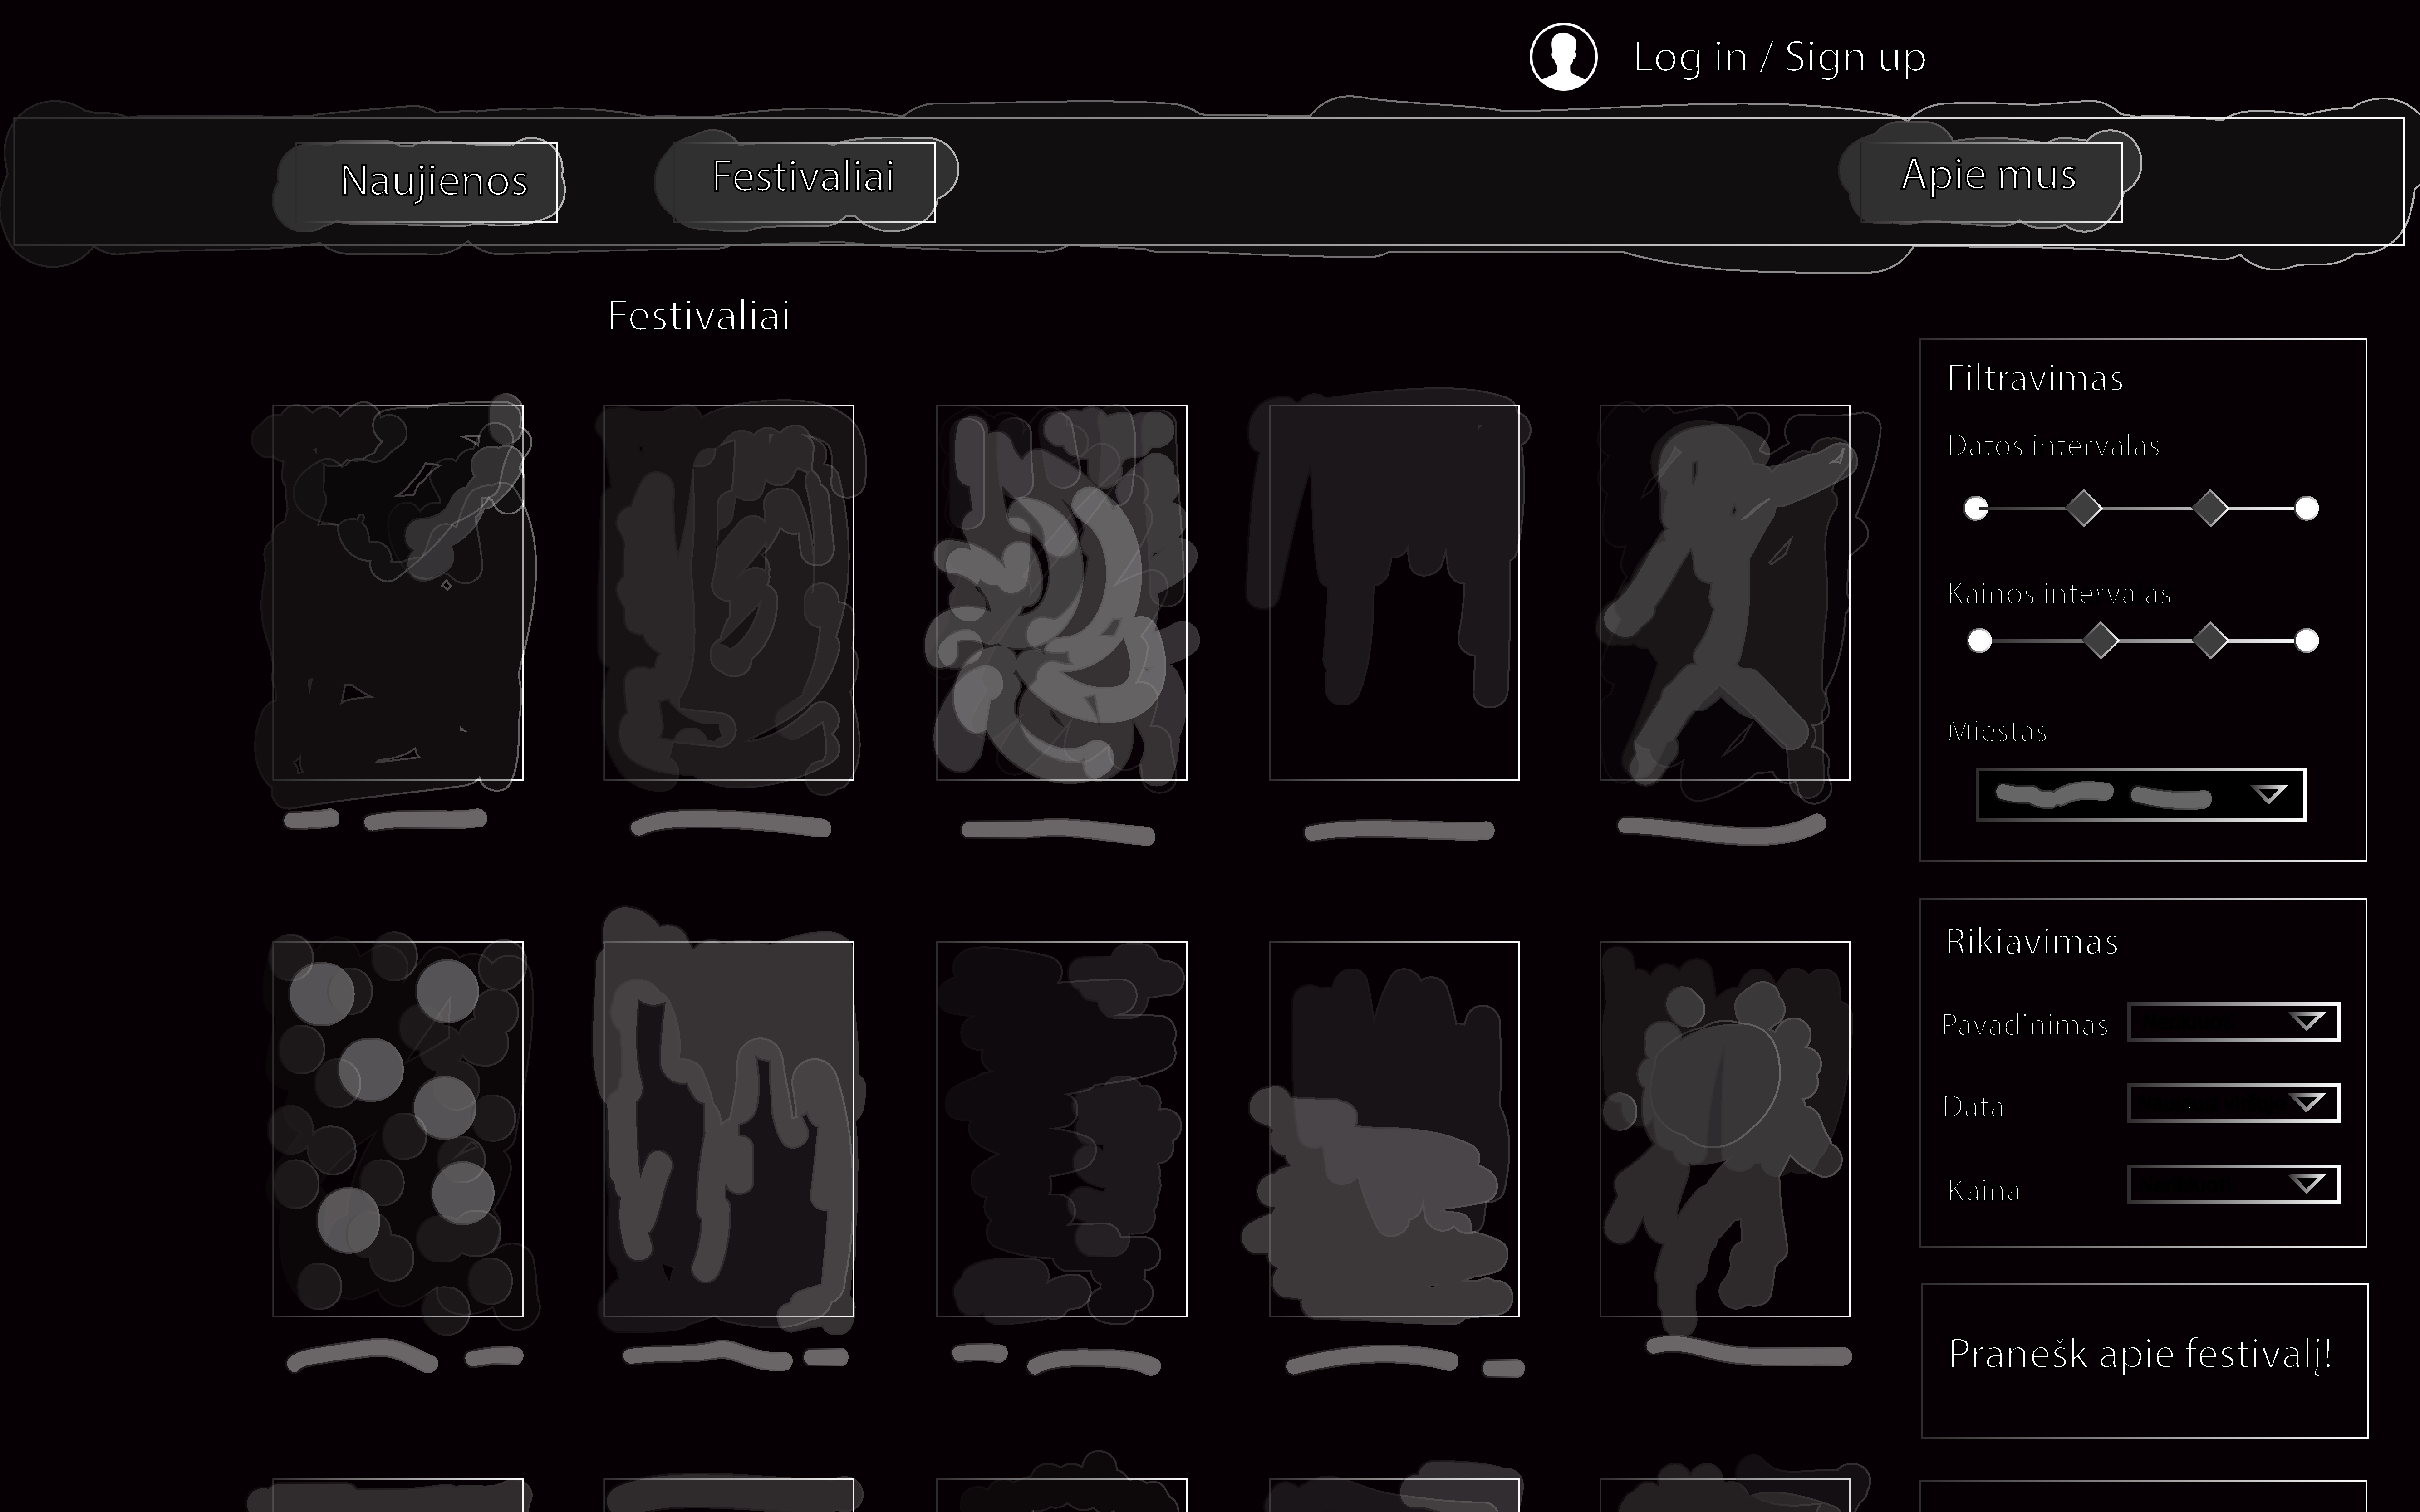 Log in / Sign up
Naujienos
Festivaliai
Apie mus
Festivaliai
Filtravimas
Datos intervalas
Kainos intervalas
Miestas
Rikiavimas
Pavadinimas
Data
Kaina
Pranešk apie festivalį!